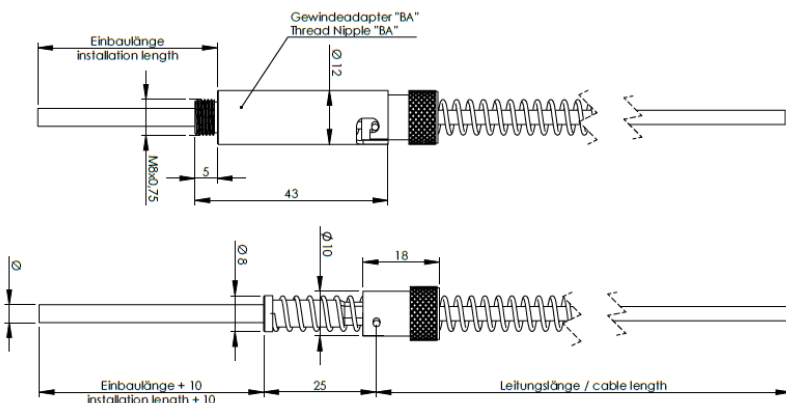 Gewindeadapter "BA"
Thread Nipple "BA"
Einbaulänge
installation length
Ø 12
M8x0,75
5
43
Ø
Ø 8
Ø 10
18
Einbaulänge + 10
installation length + 10
25
Leitungslänge / cable length